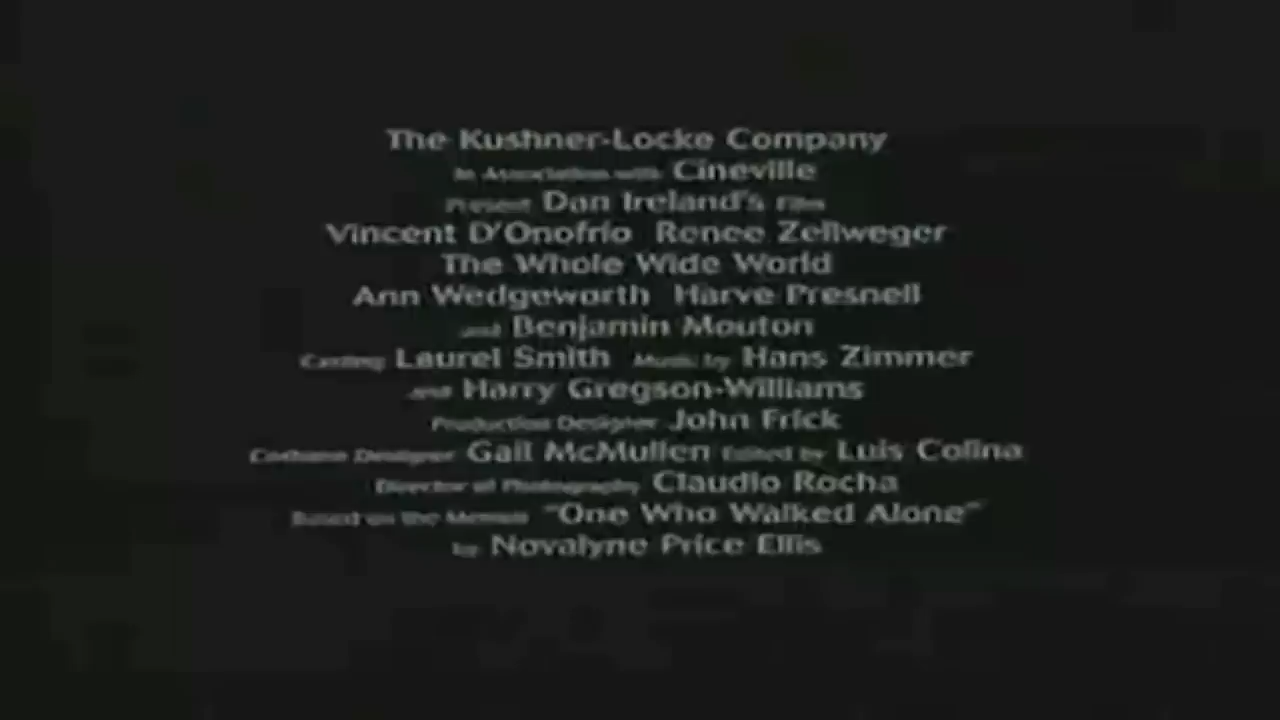 The Kushner-Locke Company
In Association with Cineville
Present Dan Ireland's Film
Vincent D'Onofrio Renee Zellweger
The Whole Wide World
Ann Wedgeworth Harve Presnell
and Benjamin Mouton
Casting Laurel Smith Music by Hans Zimmer
and Harry Gregson-Williams
Production Designer John Frick
Costume Designer Gail McMullen Edited by Luis Colina
Director of Photography Claudio Rocha
Based on the Memoir "One Who Walked Alone"
by Novalyne Price Ellis